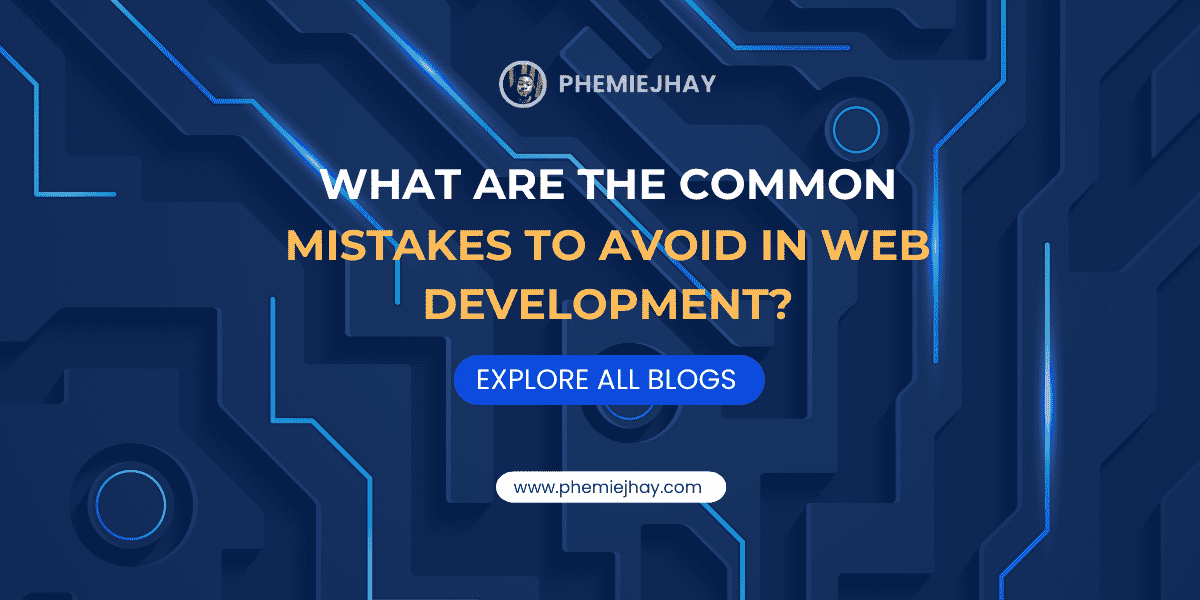 PHEMIEJHAY
WHAT ARE THE COMMON
MISTAKES TO AVOID IN WEB
DEVELOPMENT?
EXPLORE ALL BLOGS
www.phemiejhay.com